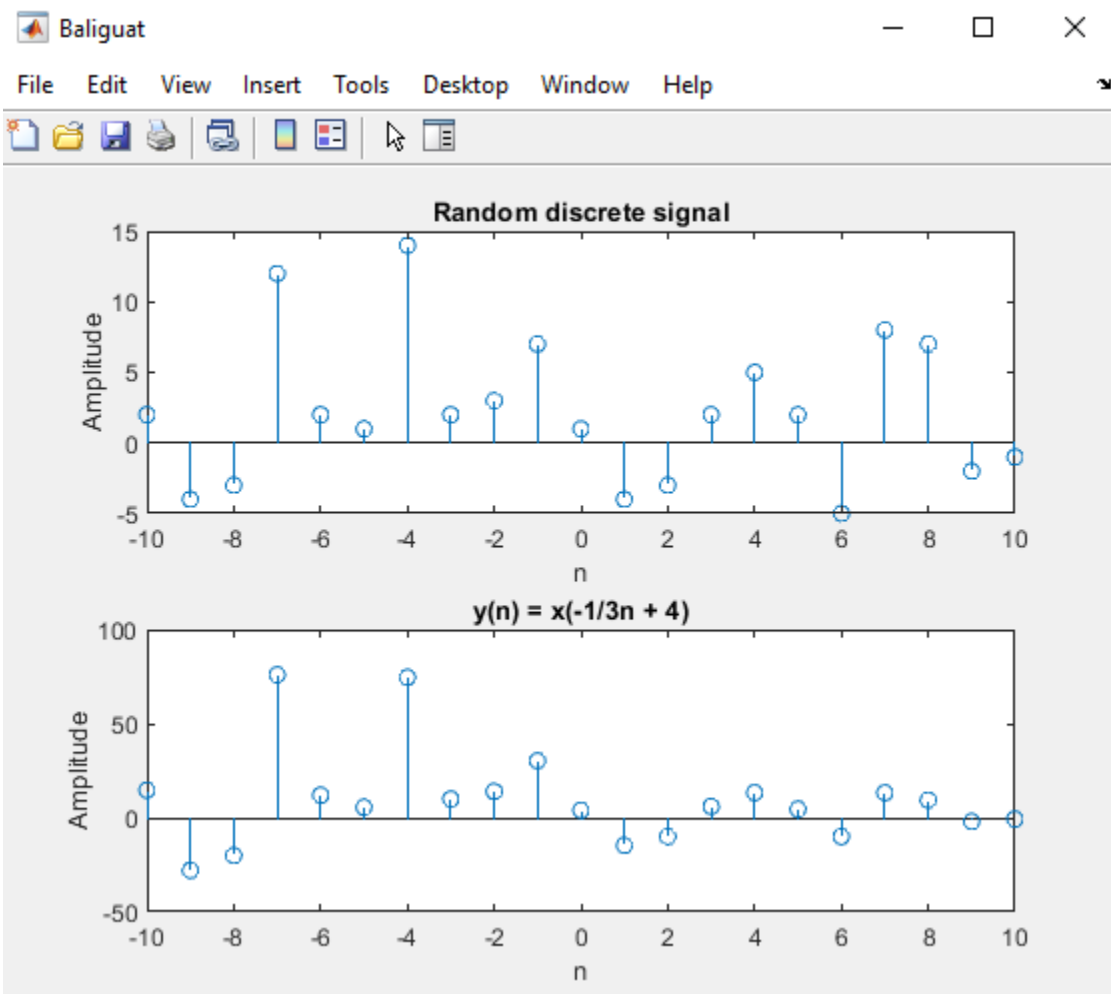 Baliguat
File Edit View Insert Tools Desktop Window Help
Random discrete signal
15
10
5
0
-5
Amplitude
-10 -8 -6 -4 -2 0 2 4 6 8 10
n
y(n) = x(-1/3n + 4)
100
50
0
-50
Amplitude
-10 -8 -6 -4 -2 0 2 4 6 8 10
n